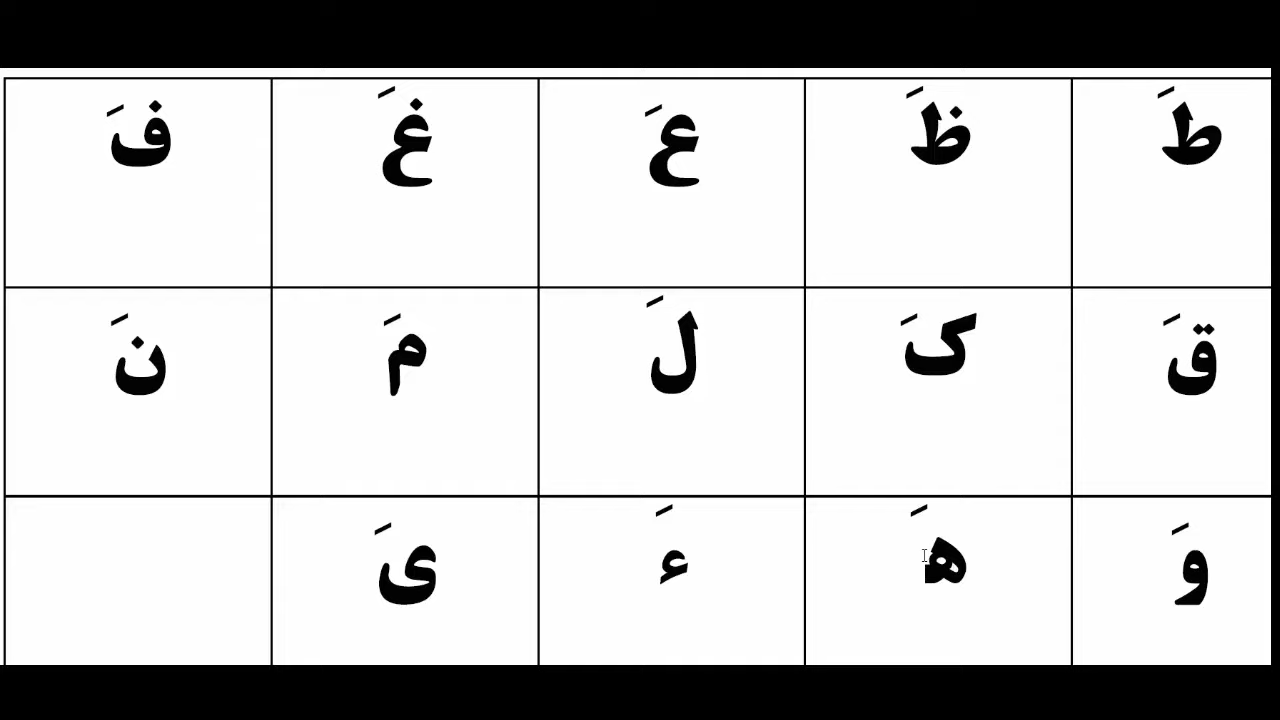 طَ ظَ عَ غَ فَ
قَ کَ لَ مَ نَ
وَ هَ ءَ یَ